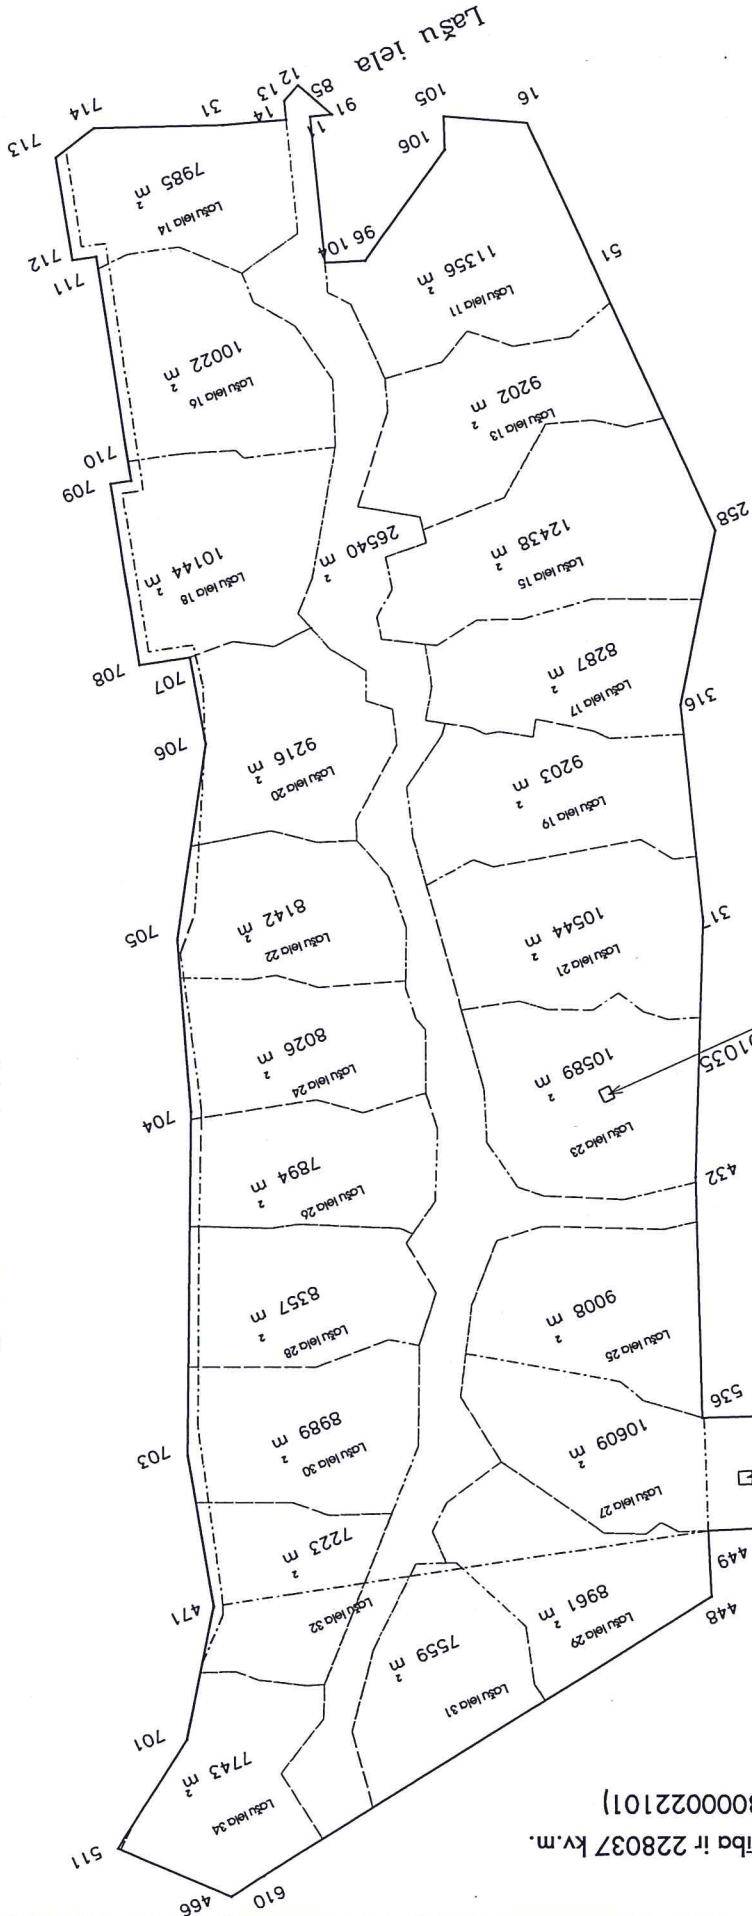 Lašu iela
713
714
31
14
12
13
85
91
11
105
106
16
7985 m²
Lašu iela 14
712
711
96
104
11356 m²
Lašu iela 11
51
10022 m²
Lašu iela 16
9202 m²
Lašu iela 13
710
709
26540 m²
258
10144 m²
Lašu iela 18
12438 m²
Lašu iela 15
708
707
8287 m²
Lašu iela 17
316
706
9216 m²
Lašu iela 20
9203 m²
Lašu iela 19
705
8142 m²
Lašu iela 22
10544 m²
Lašu iela 21
317
8026 m²
Lašu iela 24
10589 m²
Lašu iela 23
01035
704
7894 m²
Lašu iela 26
432
8357 m²
Lašu iela 28
9008 m²
Lašu iela 25
536
703
8989 m²
Lašu iela 30
10609 m²
Lašu iela 27
7223 m²
Lašu iela 32
449
448
471
8961 m²
Lašu iela 29
7559 m²
Lašu iela 31
701
7743 m²
Lašu iela 34
511
466
610
0000022101)
ība ir 228037 kv.m.